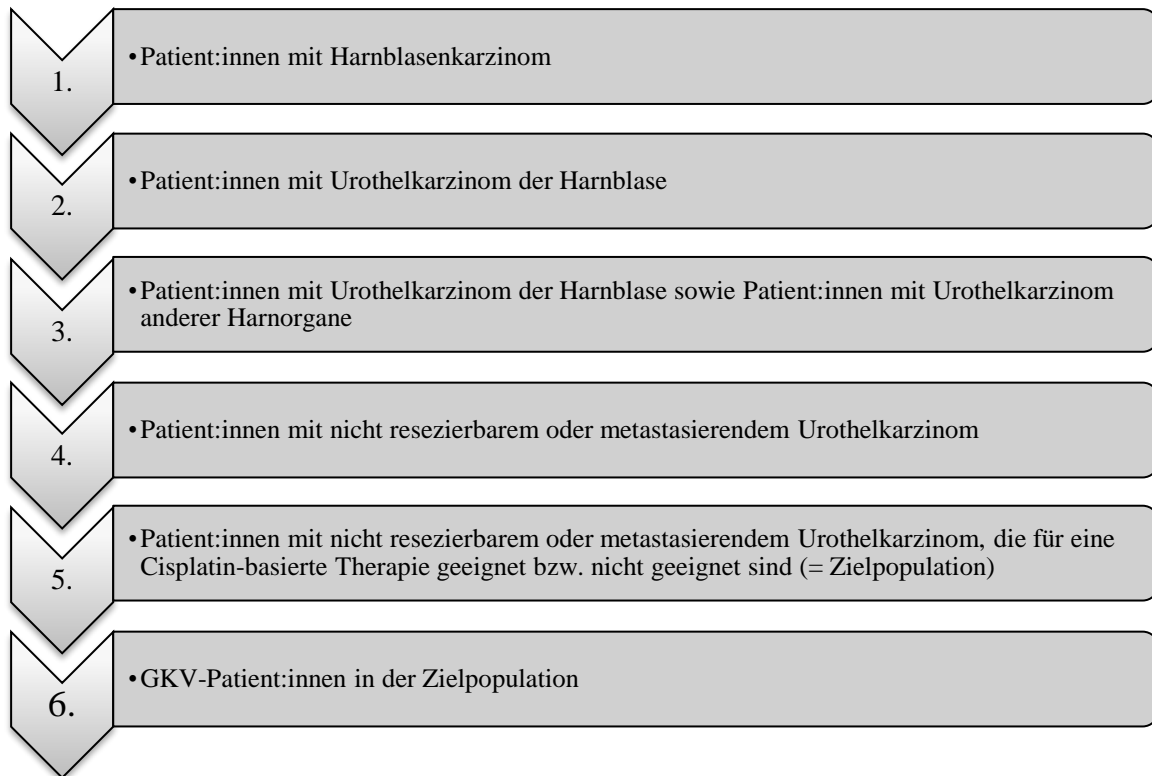 1.
•Patient:innen mit Harnblasenkarzinom
2.
•Patient:innen mit Urothelkarzinom der Harnblase
3.
•Patient:innen mit Urothelkarzinom der Harnblase sowie Patient:innen mit Urothelkarzinom
anderer Harnorgane
4.
•Patient:innen mit nicht resezierbarem oder metastasierendem Urothelkarzinom
5.
•Patient:innen mit nicht resezierbarem oder metastasierendem Urothelkarzinom, die für eine
Cisplatin-basierte Therapie geeignet bzw. nicht geeignet sind (= Zielpopulation)
6.
•GKV-Patient:innen in der Zielpopulation